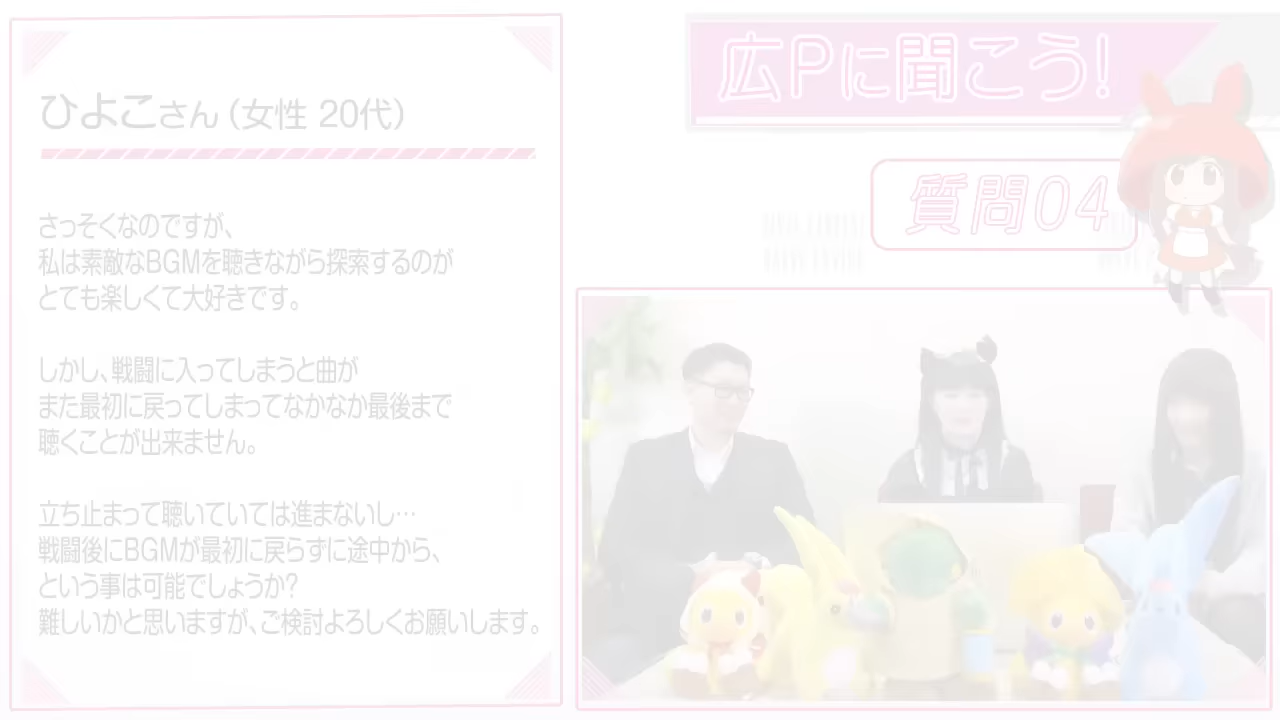 広Pに聞こう!
質問04
ひよこさん（女性 20代）
さっそくなのですが、
私は素敵なBGMを聴きながら探索するのが
とても楽しくて大好きです。
しかし、戦闘に入ってしまうと曲が
また最初に戻ってしまってなかなか最後まで
聴くことが出来ません。
立ち止まって聴いていては進まないし…
戦闘後にBGMが最初に戻らずに途中から、
という事は可能でしょうか?
難しいかと思いますが、ご検討よろしくお願いします。